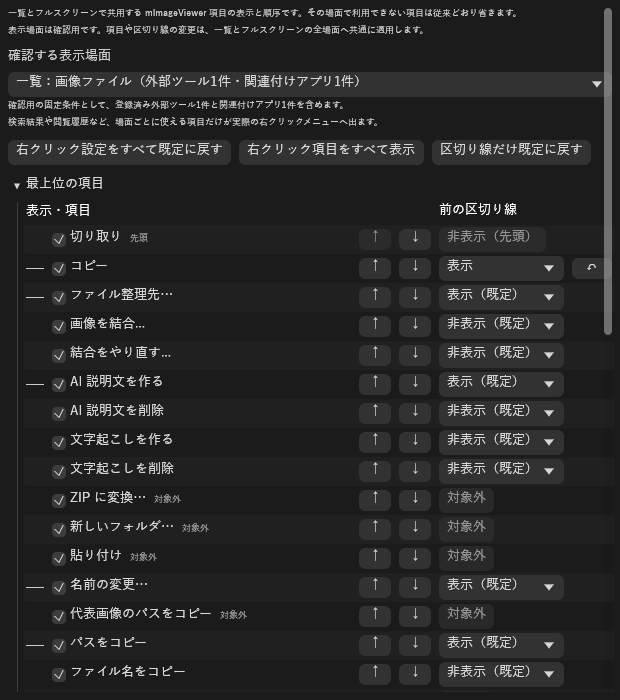 一覧とフルスクリーンで共用する mImageViewer 項目の表示と順序です。その場面で利用できない項目は従来どおり省きます。
表示場面は確認用です。項目や区切り線の変更は、一覧とフルスクリーンの全場面へ共通に適用します。
確認する表示場面
一覧：画像ファイル（外部ツール1件・関連付けアプリ1件）
確認用の固定条件として、登録済み外部ツール1件と関連付けアプリ1件を含めます。
検索結果や閲覧履歴など、場面ごとに使える項目だけが実際の右クリックメニューへ出ます。
右クリック設定をすべて既定に戻す 右クリック項目をすべて表示 区切り線だけ既定に戻す
▼ 最上位の項目
表示・項目 前の区切り線
切り取り 先頭 ↑ ↓ 非表示（先頭）
コピー ↑ ↓ 表示
ファイル整理先… ↑ ↓ 表示（既定）
画像を結合... ↑ ↓ 非表示（既定）
結合をやり直す... ↑ ↓ 非表示（既定）
AI 説明文を作る ↑ ↓ 表示（既定）
AI 説明文を削除 ↑ ↓ 非表示（既定）
文字起こしを作る ↑ ↓ 非表示（既定）
文字起こしを削除 ↑ ↓ 非表示（既定）
ZIP に変換… 対象外 ↑ ↓ 対象外
新しいフォルダ… 対象外 ↑ ↓ 対象外
貼り付け 対象外 ↑ ↓ 対象外
名前の変更… ↑ ↓ 表示（既定）
代表画像のパスをコピー 対象外 ↑ ↓ 対象外
パスをコピー ↑ ↓ 表示（既定）
ファイル名をコピー ↑ ↓ 非表示（既定）